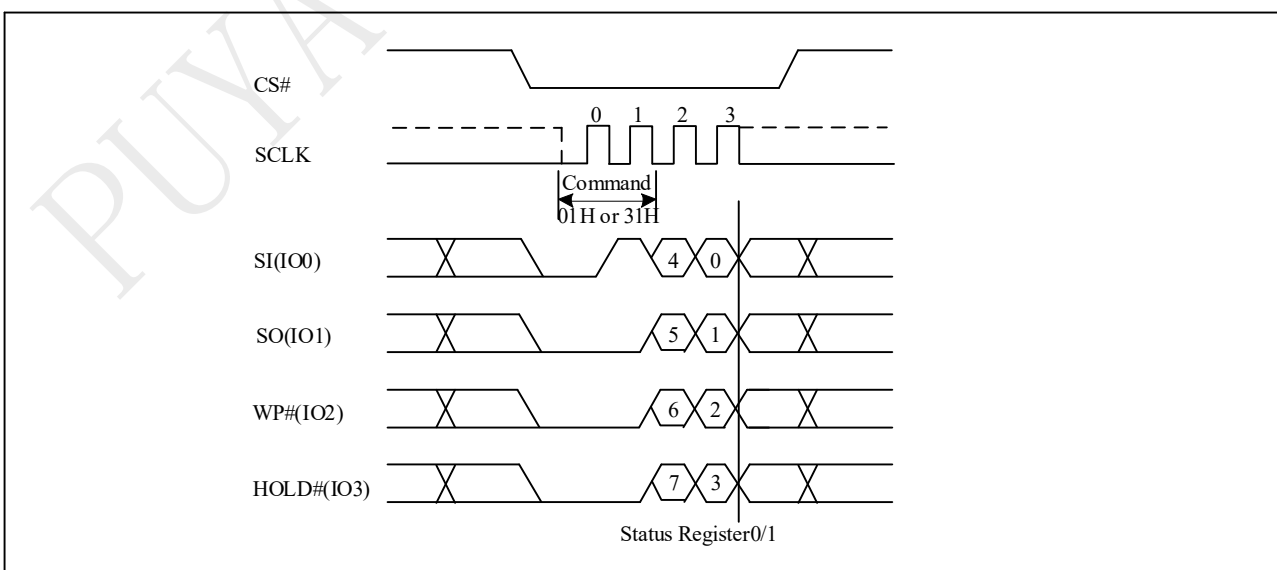 PUYA
CS#
0 1 2 3
SCLK
Command
01H or 31H
SI(IO0) 4 0
SO(IO1) 5 1
WP#(IO2) 6 2
HOLD#(IO3) 7 3
Status Register0/1